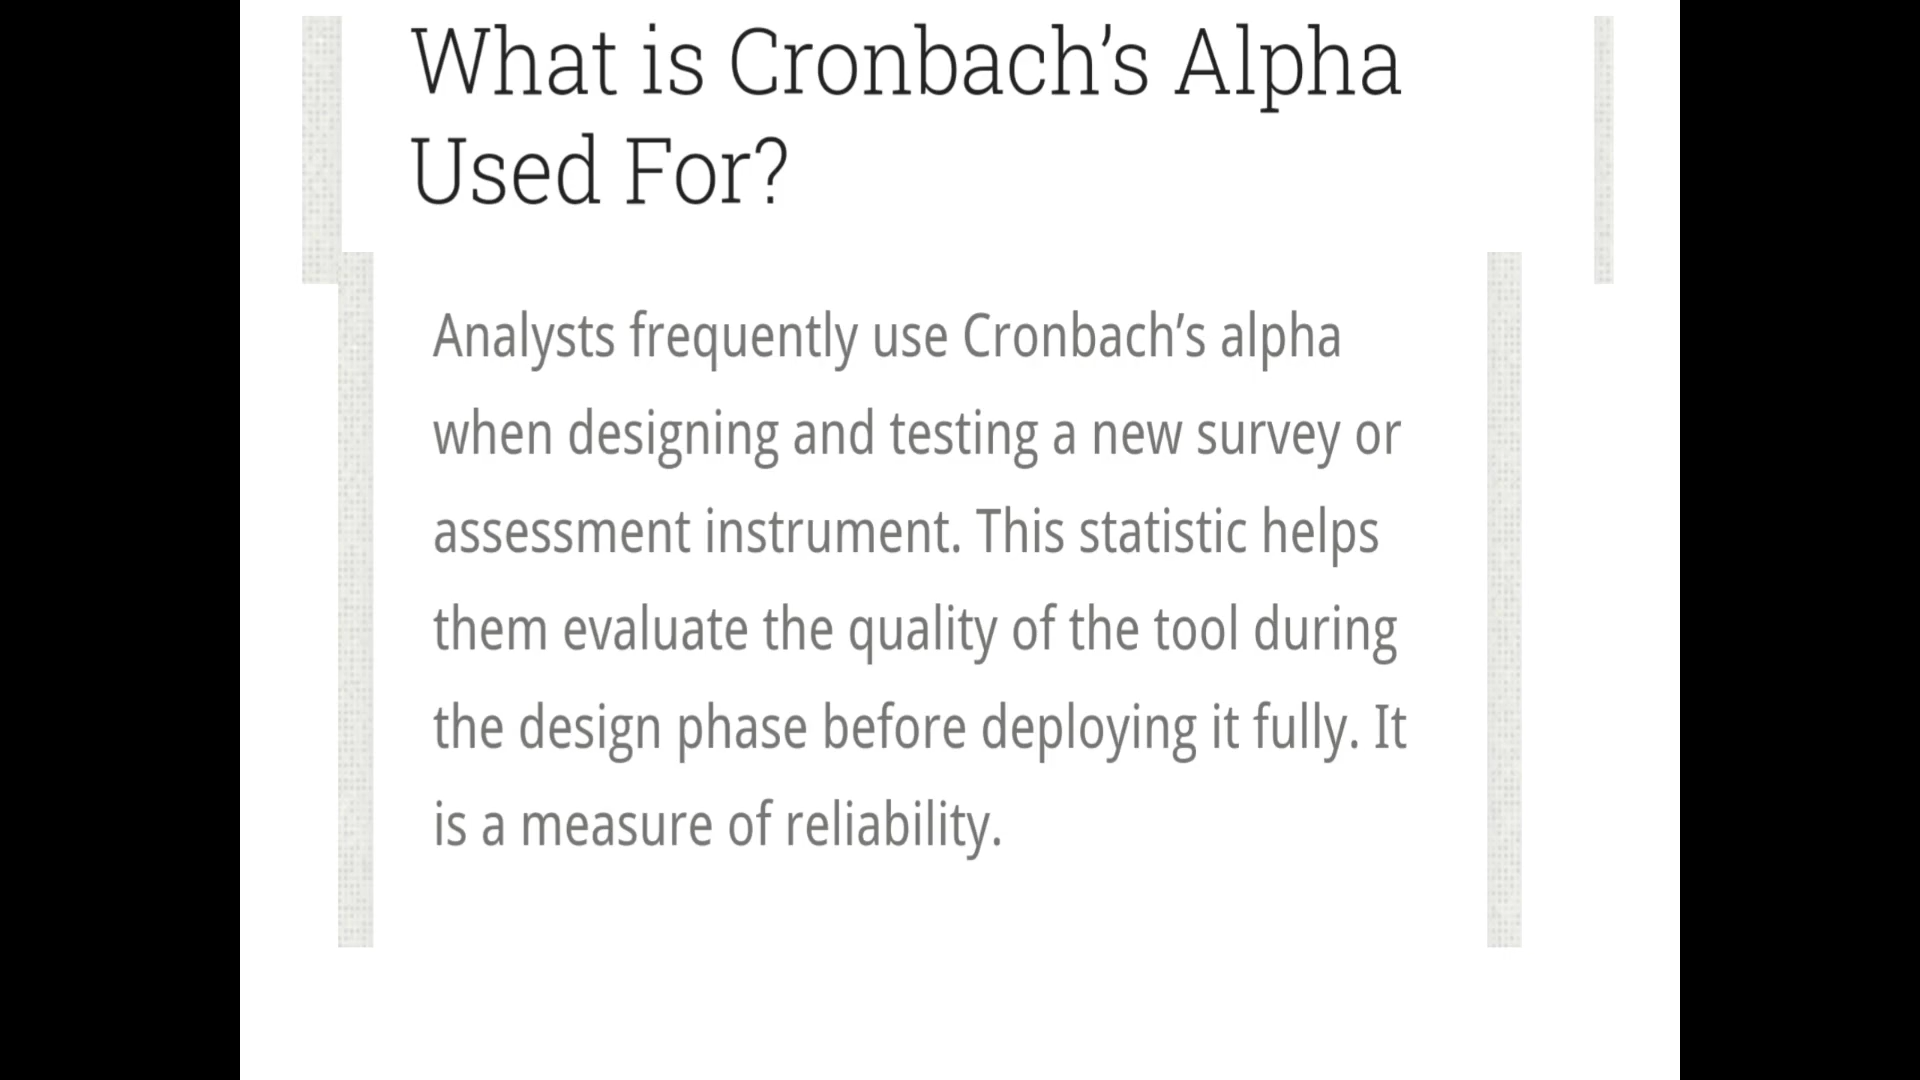 What is Cronbach’s Alpha
Used For?
Analysts frequently use Cronbach’s alpha
when designing and testing a new survey or
assessment instrument. This statistic helps
them evaluate the quality of the tool during
the design phase before deploying it fully. It
is a measure of reliability.